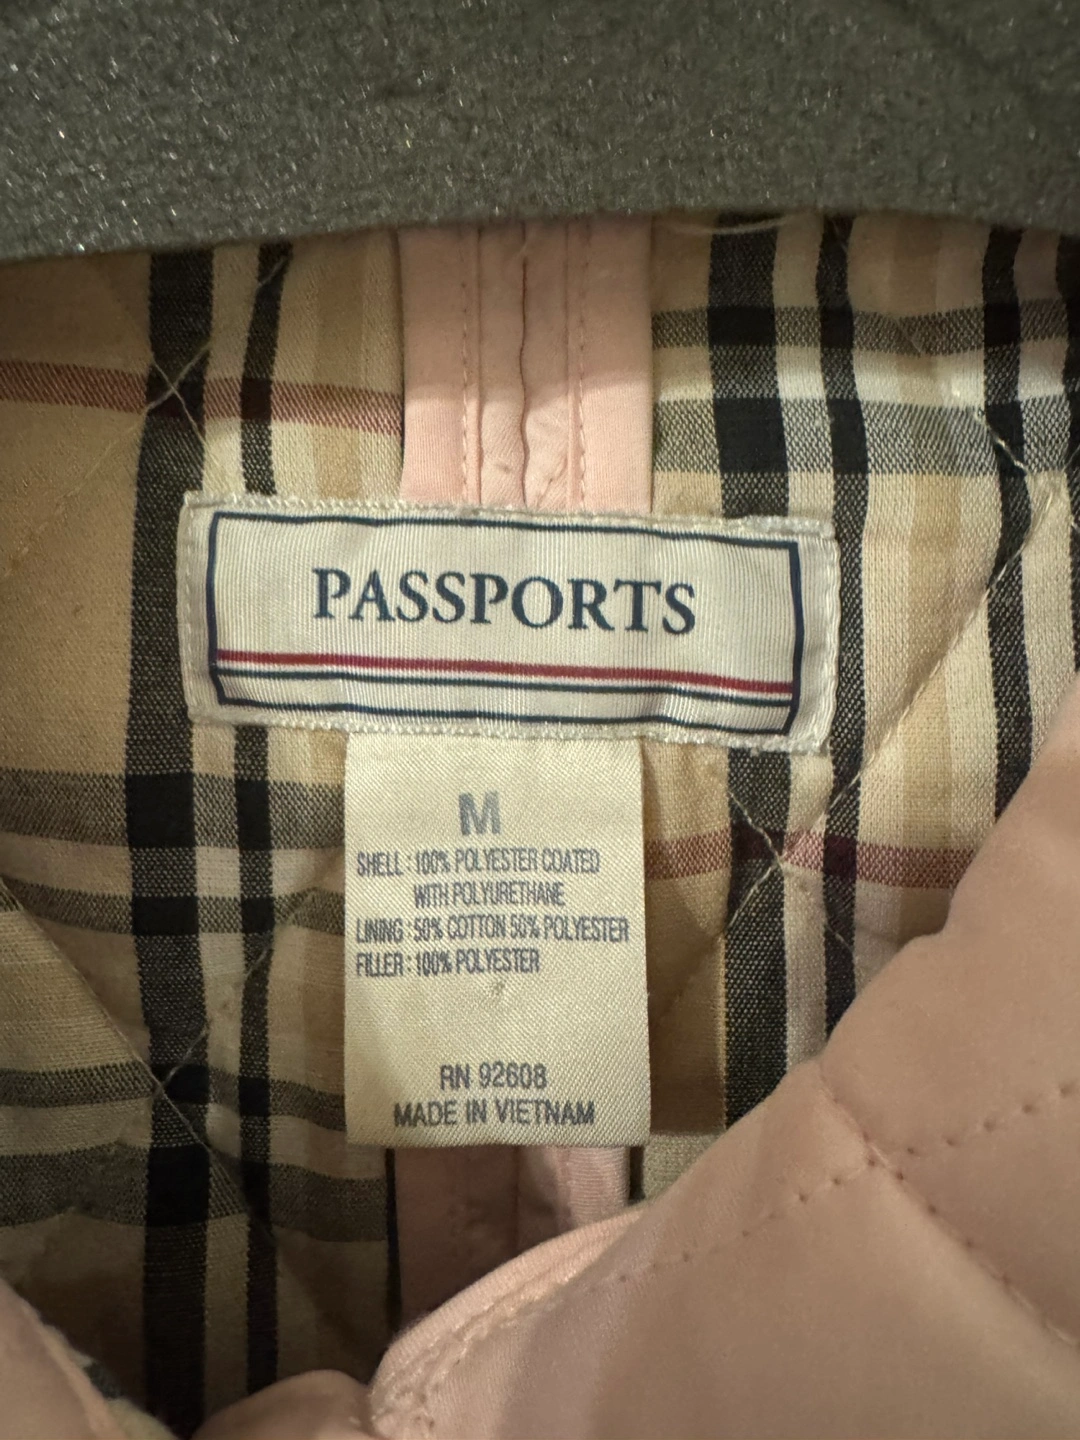 PASSPORTS
M
SHELL : 100% POLYESTER COATED
WITH POLYURETHANE
LINING : 50% COTTON 50% POLYESTER
FILLER : 100% POLYESTER
RN 92608
MADE IN VIETNAM